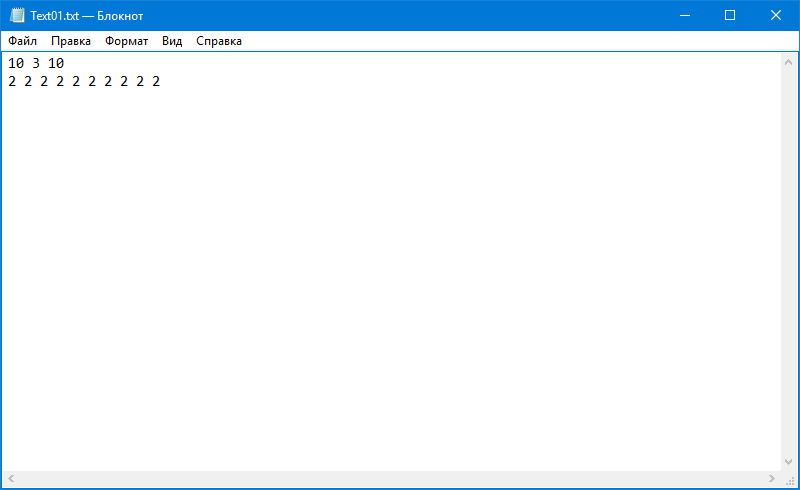 Text01.txt — Блокнот
Файл Правка Формат Вид Справка
10 3 10
2 2 2 2 2 2 2 2 2 2